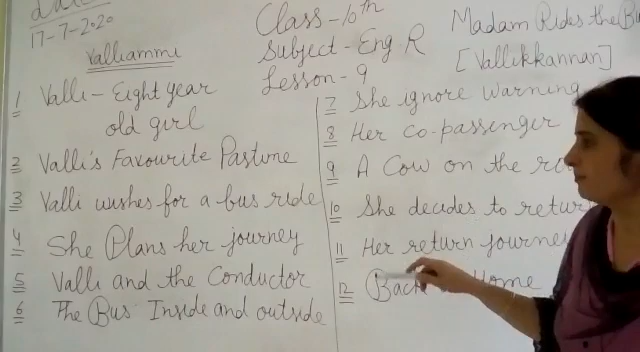 Date
17-7-2020
Class-10th
Subject-Eng R
Lesson-9
Madam Rides the Bu
[Vallikkannan]
Valliammi
1 Valli-Eight year
old girl
2 Valli's Favourite Pastime
3 Valli wishes for a bus ride
4 She Plans her journey
5 Valli and the Conductor
6 The Bus Inside and outside
7 She ignore warning
8 Her co-passenger
9 A Cow on the ro
10 She decides to retur
11 Her return journe
12 Back Home